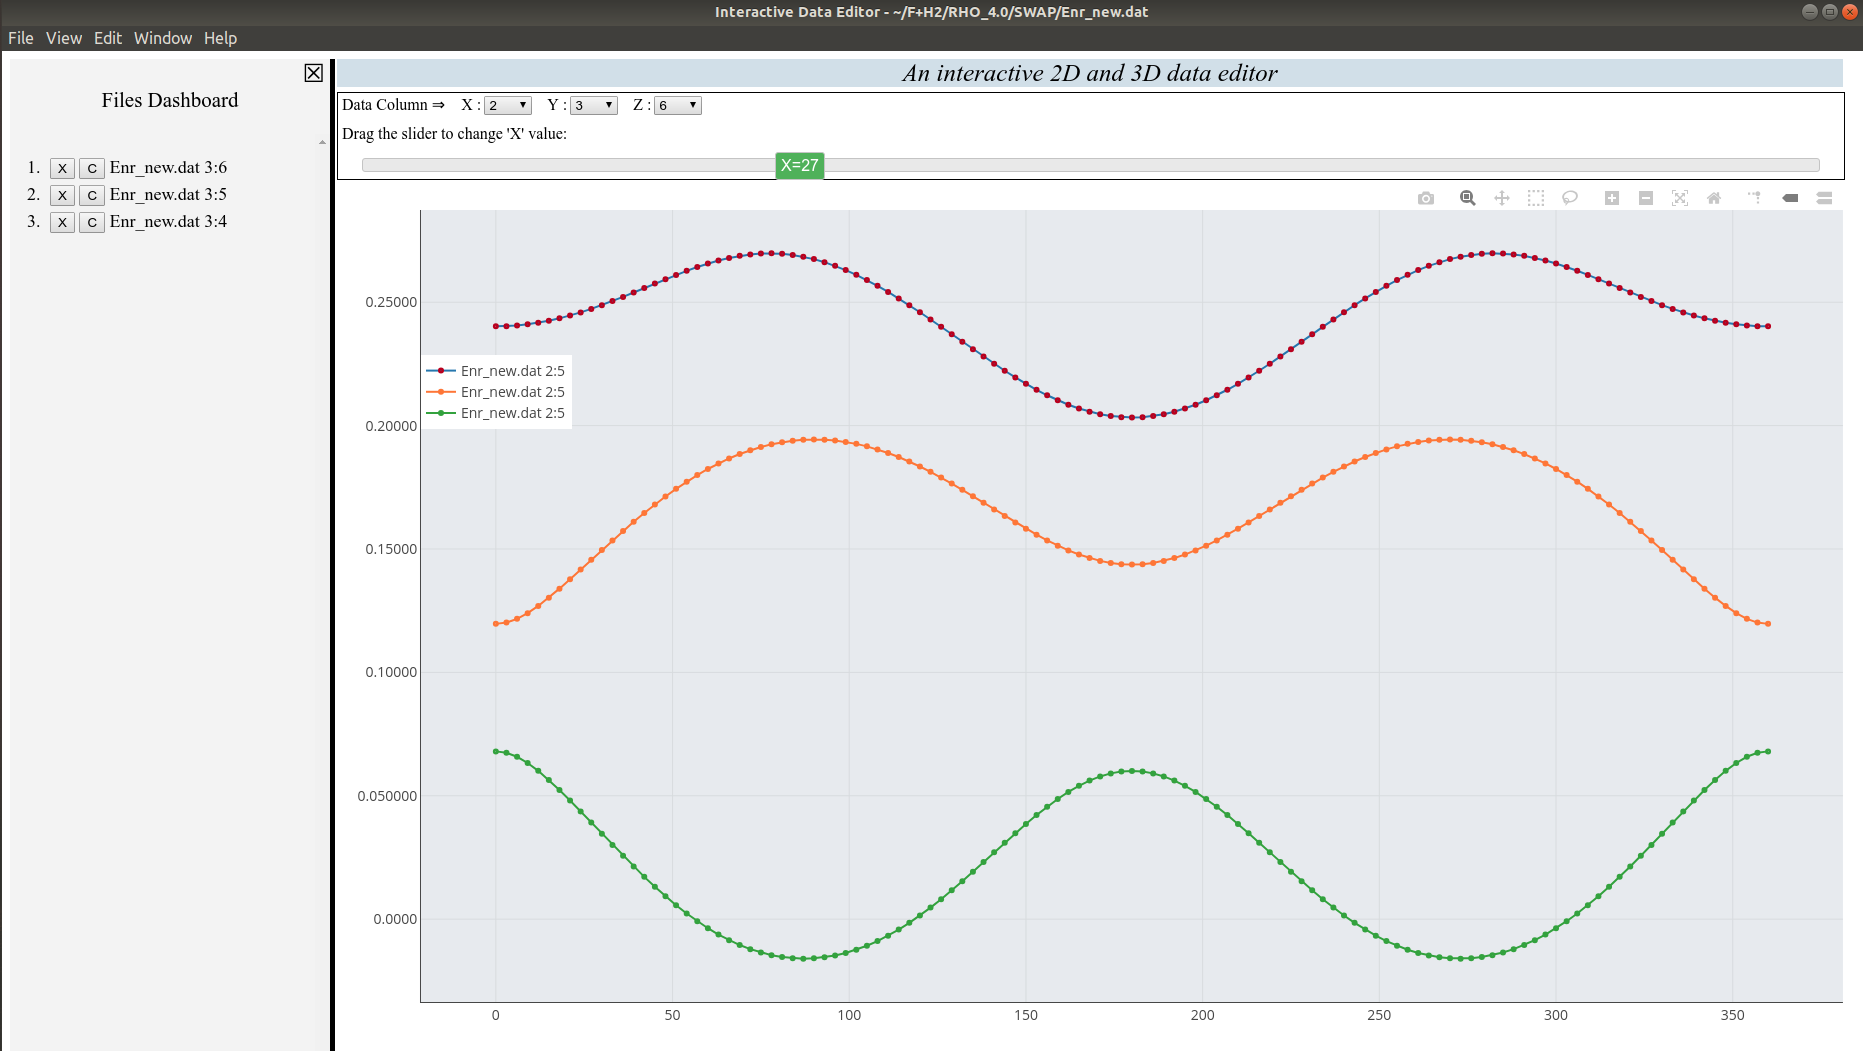 Interactive Data Editor - ~/F+H2/RHO_4.0/SWAP/Enr_new.dat
File View Edit Window Help
Files Dashboard
1. X C Enr_new.dat 3:6
2. X C Enr_new.dat 3:5
3. X C Enr_new.dat 3:4
An interactive 2D and 3D data editor
Data Column ⇒ X : 2 Y : 3 Z : 6
Drag the slider to change 'X' value:
X=27
0.25000
0.20000
0.15000
0.10000
0.050000
0.0000
Enr_new.dat 2:5
Enr_new.dat 2:5
Enr_new.dat 2:5
0 50 100 150 200 250 300 350